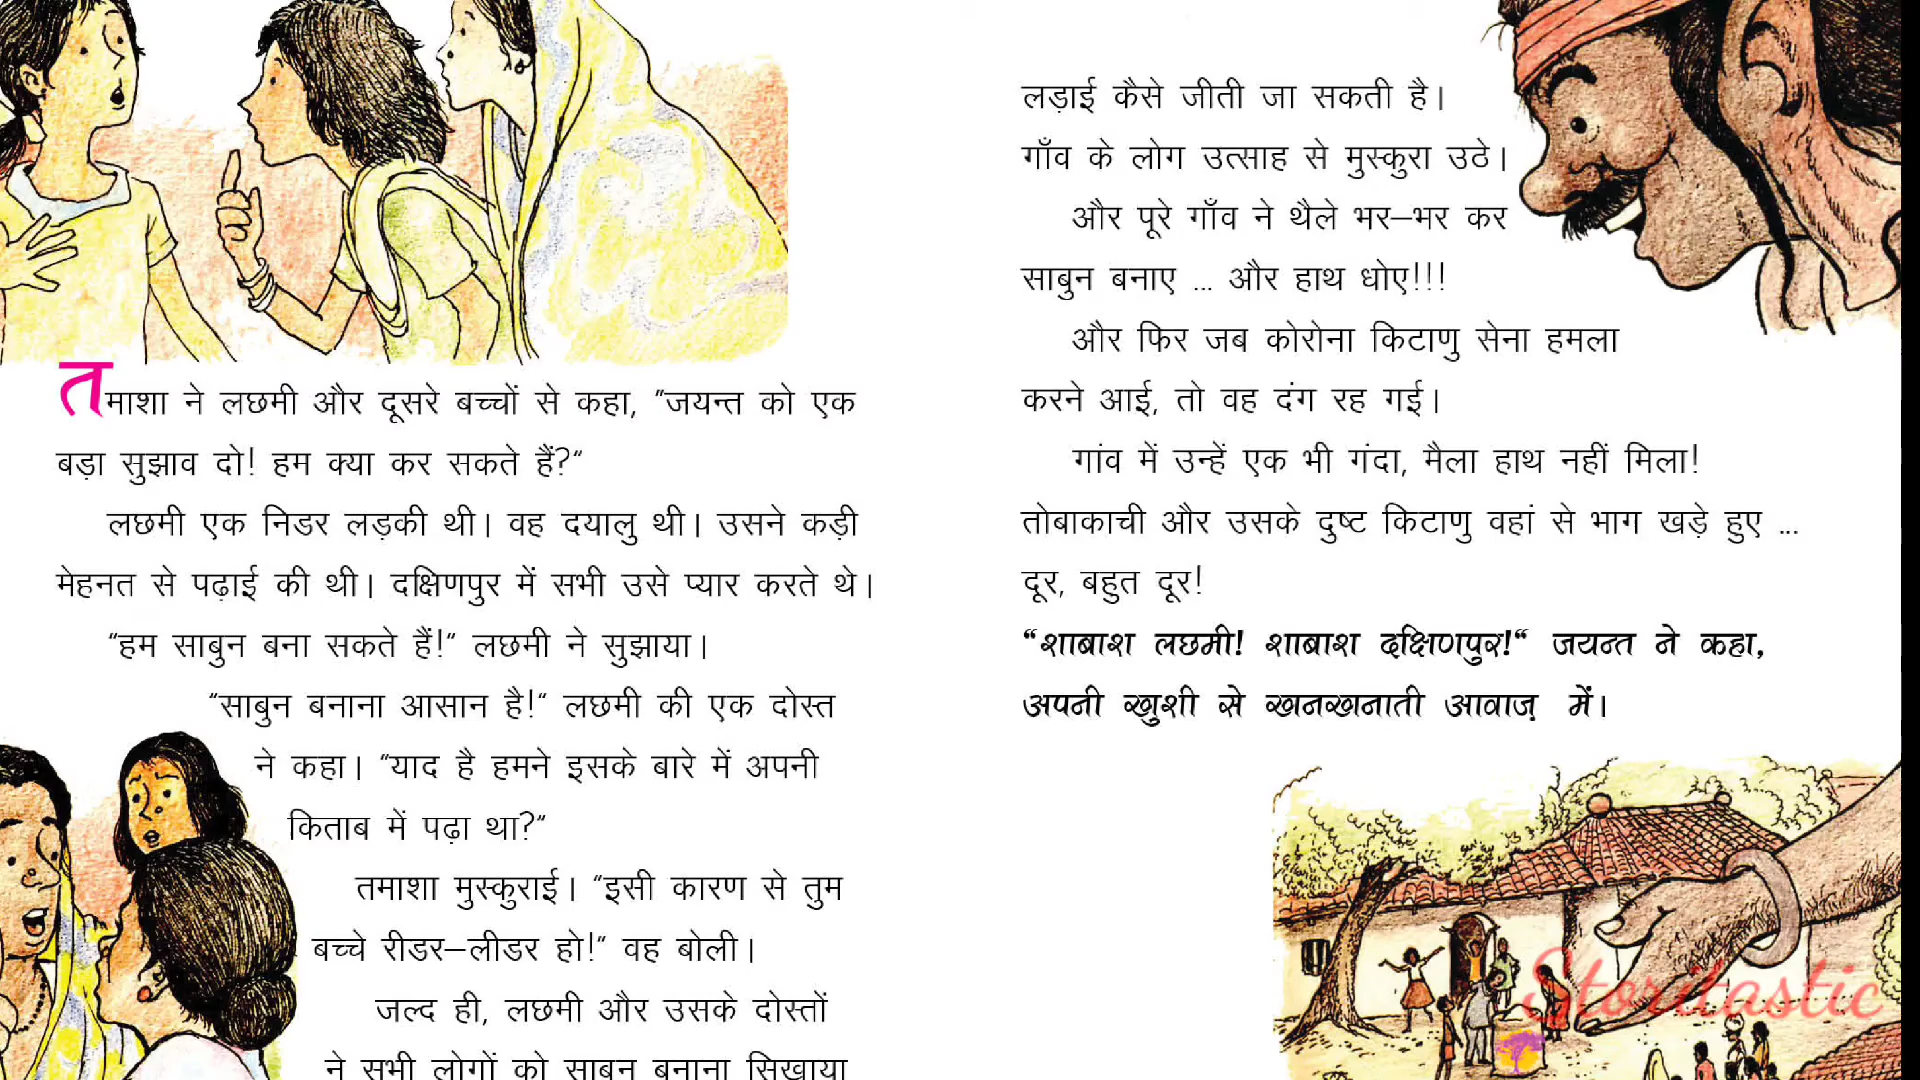 तमाशा ने लछमी और दूसरे बच्चों से कहा, “जयन्त को एक
बड़ा सुझाव दो! हम क्या कर सकते हैं?“
लछमी एक निडर लड़की थी। वह दयालु थी। उसने कड़ी
मेहनत से पढ़ाई की थी। दक्षिणपुर में सभी उसे प्यार करते थे।
“हम साबुन बना सकते हैं!“ लछमी ने सुझाया।
“साबुन बनाना आसान है!“ लछमी की एक दोस्त
ने कहा। “याद है हमने इसके बारे में अपनी
किताब में पढ़ा था?“
तमाशा मुस्कुराई। “इसी कारण से तुम
बच्चे रीडर–लीडर हो!“ वह बोली।
जल्द ही, लछमी और उसके दोस्तों
ने सभी लोगों को साबुन बनाना सिखाया
लड़ाई कैसे जीती जा सकती है।
गाँव के लोग उत्साह से मुस्कुरा उठे।
और पूरे गाँव ने थैले भर–भर कर
साबुन बनाए ... और हाथ धोए!!!
और फिर जब कोरोना किटाणु सेना हमला
करने आई, तो वह दंग रह गई।
गांव में उन्हें एक भी गंदा, मैला हाथ नहीं मिला!
तोबाकाची और उसके दुष्ट किटाणु वहां से भाग खड़े हुए ...
दूर, बहुत दूर!
“शाबाश लछमी! शाबाश दक्षिणपुर!“ जयन्त ने कहा,
अपनी खुशी से खनखनाती आवाज़ में।
Storitastic